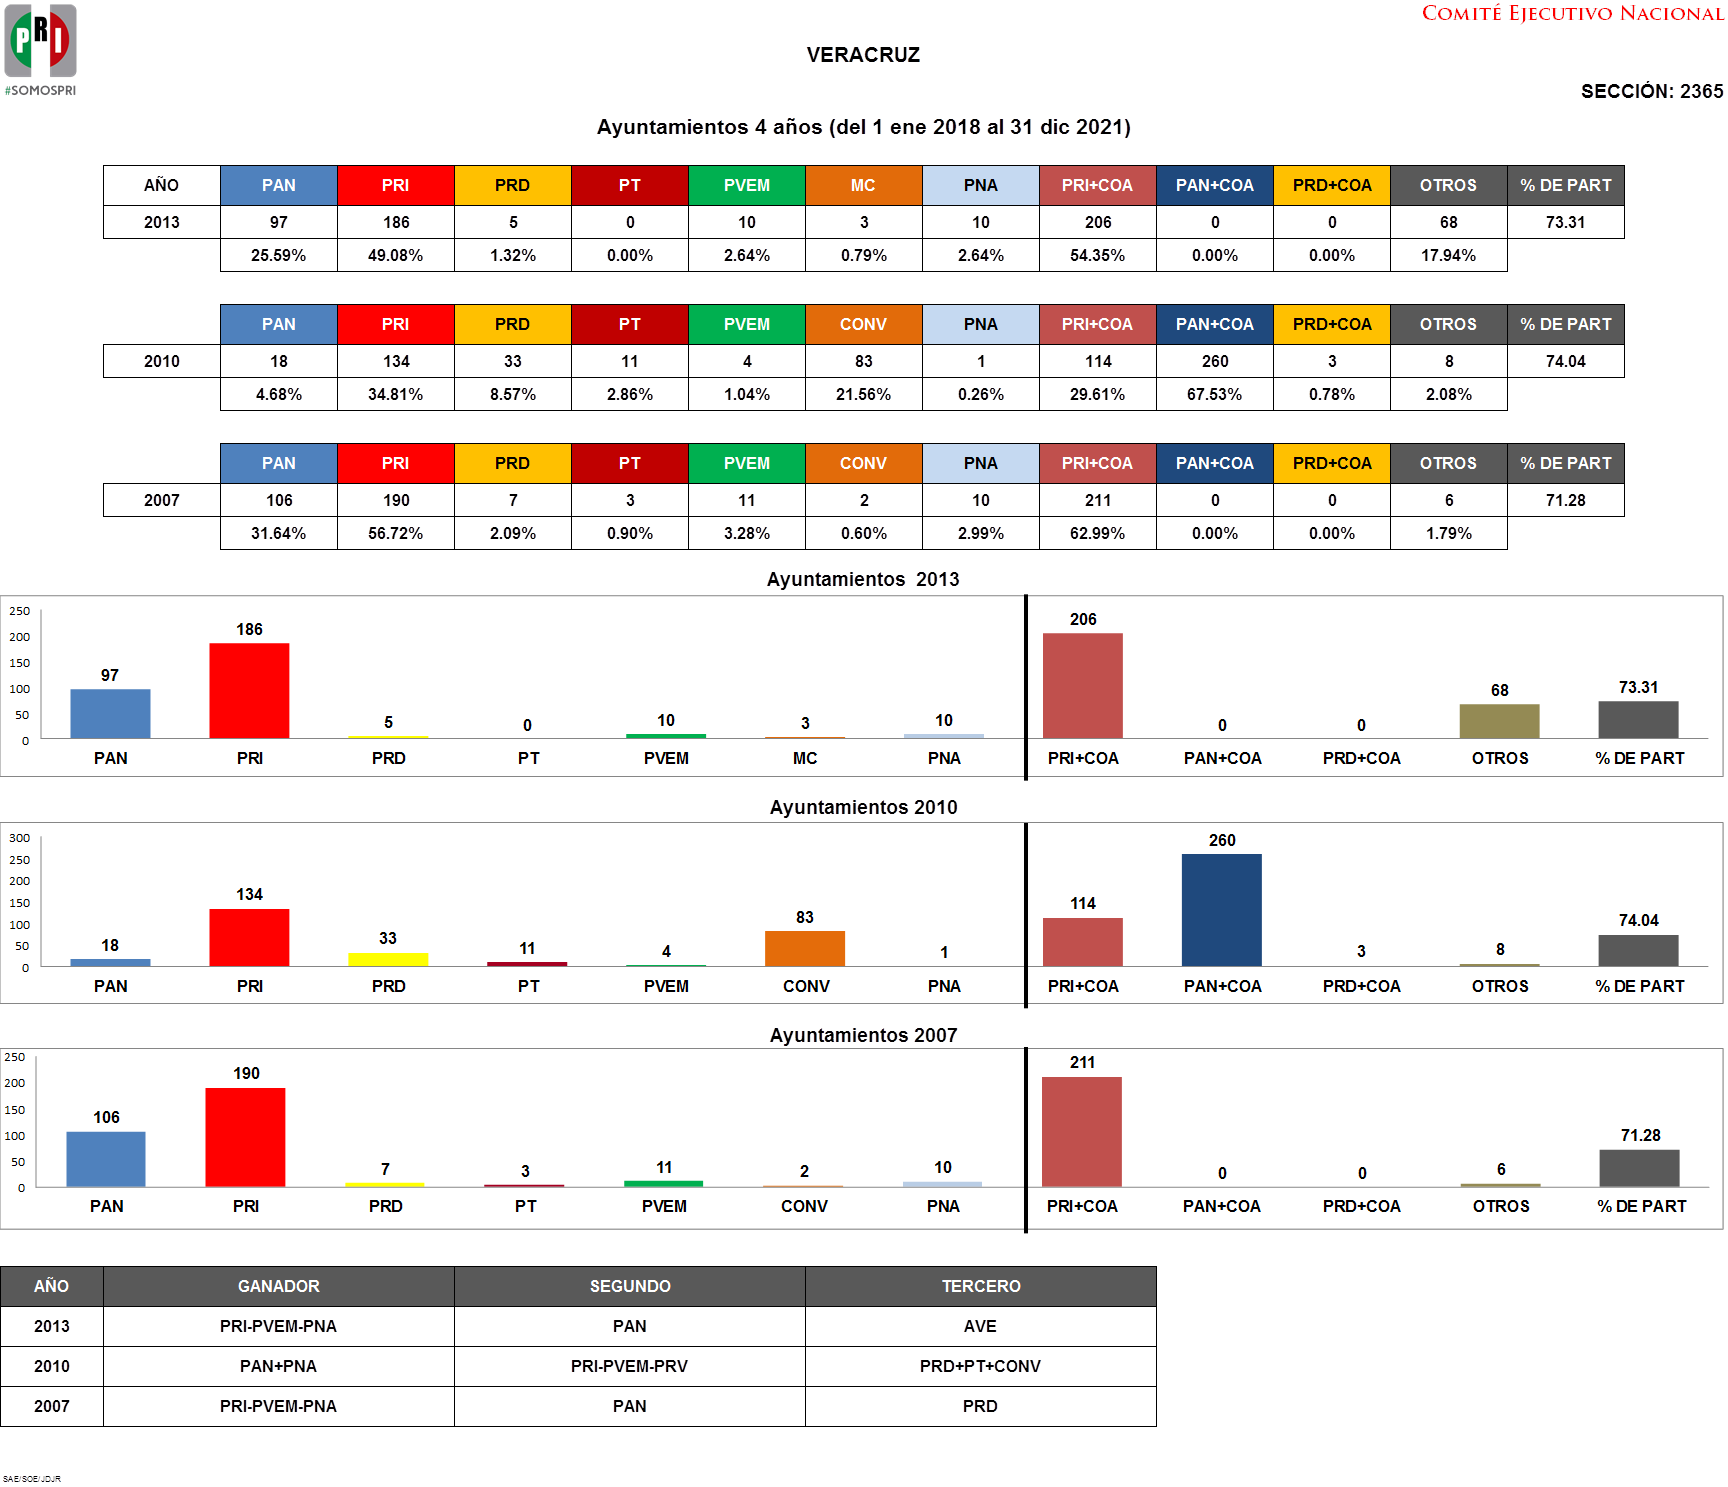 PRI
#SOMOSPRI
COMITÉ EJECUTIVO NACIONAL
VERACRUZ
SECCIÓN: 2365
Ayuntamientos 4 años (del 1 ene 2018 al 31 dic 2021)
AÑO PAN PRI PRD PT PVEM MC PNA PRI+COA PAN+COA PRD+COA OTROS % DE PART
2013 97 186 5 0 10 3 10 206 0 0 68 73.31
25.59% 49.08% 1.32% 0.00% 2.64% 0.79% 2.64% 54.35% 0.00% 0.00% 17.94%
PAN PRI PRD PT PVEM CONV PNA PRI+COA PAN+COA PRD+COA OTROS % DE PART
2010 18 134 33 11 4 83 1 114 260 3 8 74.04
4.68% 34.81% 8.57% 2.86% 1.04% 21.56% 0.26% 29.61% 67.53% 0.78% 2.08%
PAN PRI PRD PT PVEM CONV PNA PRI+COA PAN+COA PRD+COA OTROS % DE PART
2007 106 190 7 3 11 2 10 211 0 0 6 71.28
31.64% 56.72% 2.09% 0.90% 3.28% 0.60% 2.99% 62.99% 0.00% 0.00% 1.79%
Ayuntamientos 2013
250
200
150
100
50
0
97 186 5 0 10 3 10 206 0 0 68 73.31
PAN PRI PRD PT PVEM MC PNA PRI+COA PAN+COA PRD+COA OTROS % DE PART
Ayuntamientos 2010
300
250
200
150
100
50
0
18 134 33 11 4 83 1 114 260 3 8 74.04
PAN PRI PRD PT PVEM CONV PNA PRI+COA PAN+COA PRD+COA OTROS % DE PART
Ayuntamientos 2007
250
200
150
100
50
0
106 190 7 3 11 2 10 211 0 0 6 71.28
PAN PRI PRD PT PVEM CONV PNA PRI+COA PAN+COA PRD+COA OTROS % DE PART
AÑO GANADOR SEGUNDO TERCERO
2013 PRI-PVEM-PNA PAN AVE
2010 PAN+PNA PRI-PVEM-PRV PRD+PT+CONV
2007 PRI-PVEM-PNA PAN PRD
SAE/SOE/JDJR